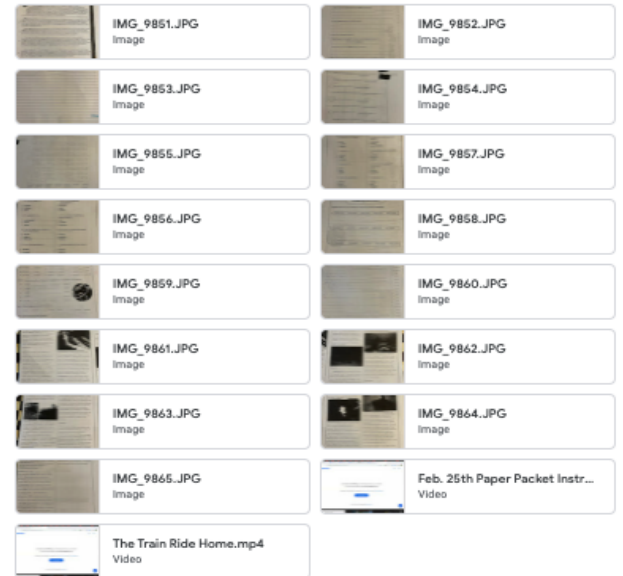 IMG_9851.JPG
Image
IMG_9852.JPG
Image
IMG_9853.JPG
Image
IMG_9854.JPG
Image
IMG_9855.JPG
Image
IMG_9857.JPG
Image
IMG_9856.JPG
Image
IMG_9858.JPG
Image
IMG_9859.JPG
Image
IMG_9860.JPG
Image
IMG_9861.JPG
Image
IMG_9862.JPG
Image
IMG_9863.JPG
Image
IMG_9864.JPG
Image
IMG_9865.JPG
Image
Feb. 25th Paper Packet Instr...
Video
The Train Ride Home.mp4
Video